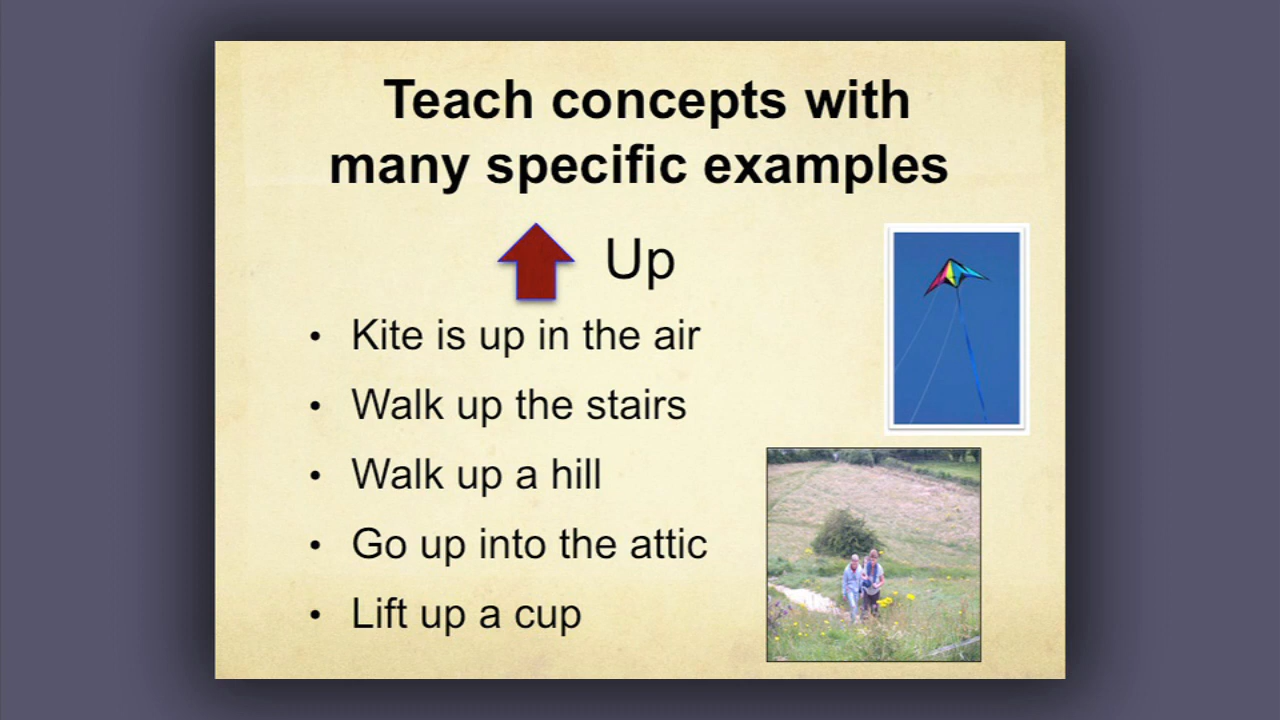 Teach concepts with
many specific examples
Up
• Kite is up in the air
• Walk up the stairs
• Walk up a hill
• Go up into the attic
• Lift up a cup